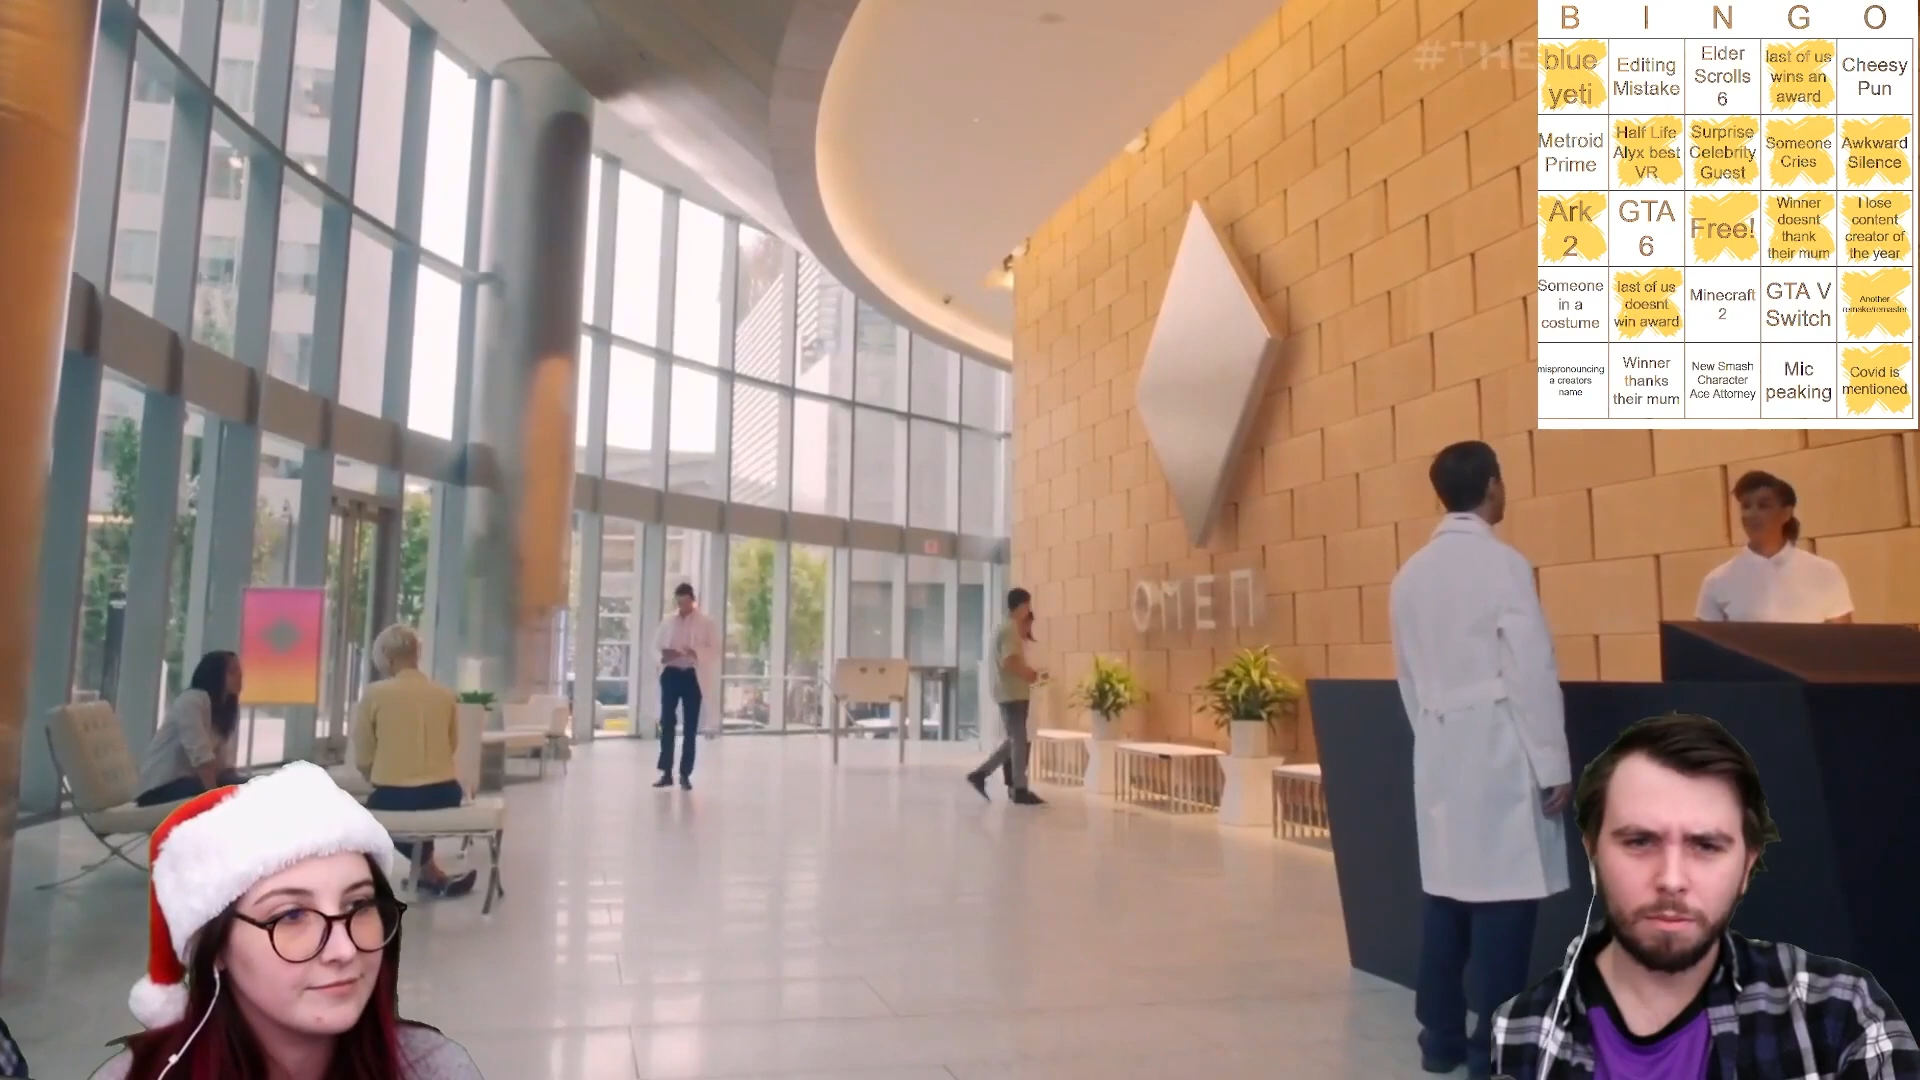 B I N G O
#THE
blue
yeti
Editing
Mistake
Elder
Scrolls
6
last of us
wins an
award
Cheesy
Pun
Metroid
Prime
Half Life
Alyx best
VR
Surprise
Celebrity
Guest
Someone
Cries
Awkward
Silence
Ark
2
GTA
6
Free!
Winner
doesnt
thank
their mum
I lose
content
creator of
the year
Someone
in a
costume
last of us
doesnt
win award
Minecraft
2
GTA V
Switch
Another
remake/remaster
mispronouncing
a creators
name
Winner
thanks
their mum
New Smash
Character
Ace Attorney
Mic
peaking
Covid is
mentioned
OMEN